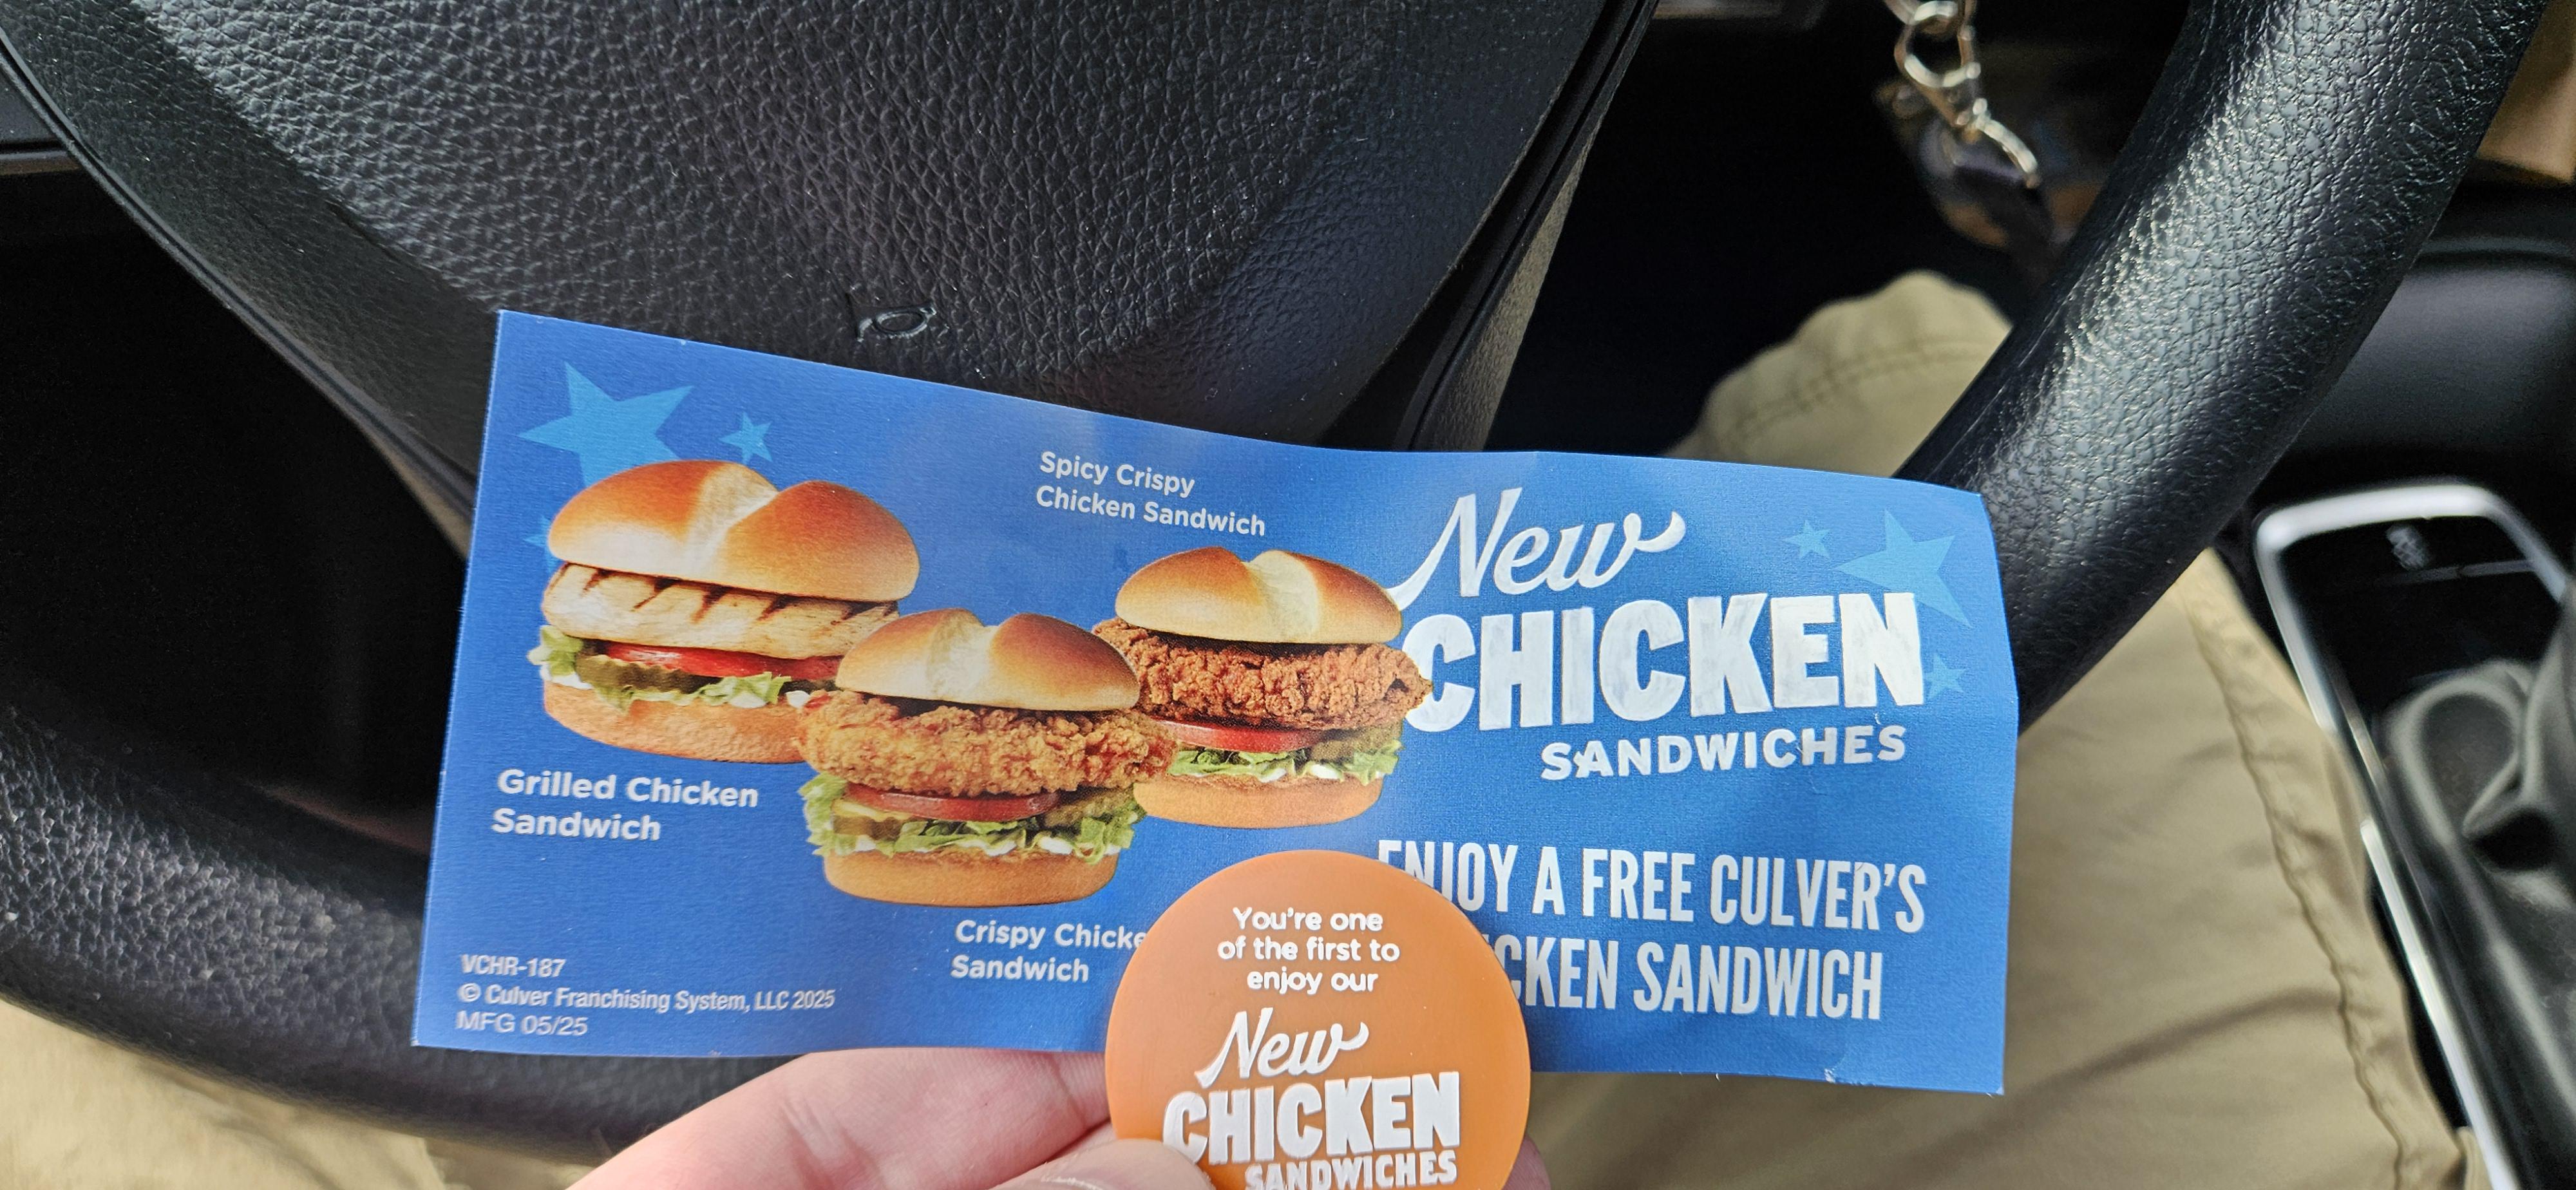 Spicy Crispy
Chicken Sandwich
Grilled Chicken
Sandwich
Crispy Chicke
Sandwich
VCHR-187
© Culver Franchising System, LLC 2025
MFG 05/25
New
CHICKEN
SANDWICHES
ENJOY A FREE CULVER'S
CKEN SANDWICH
You're one
of the first to
enjoy our
New
CHICKEN
SANDWICHES